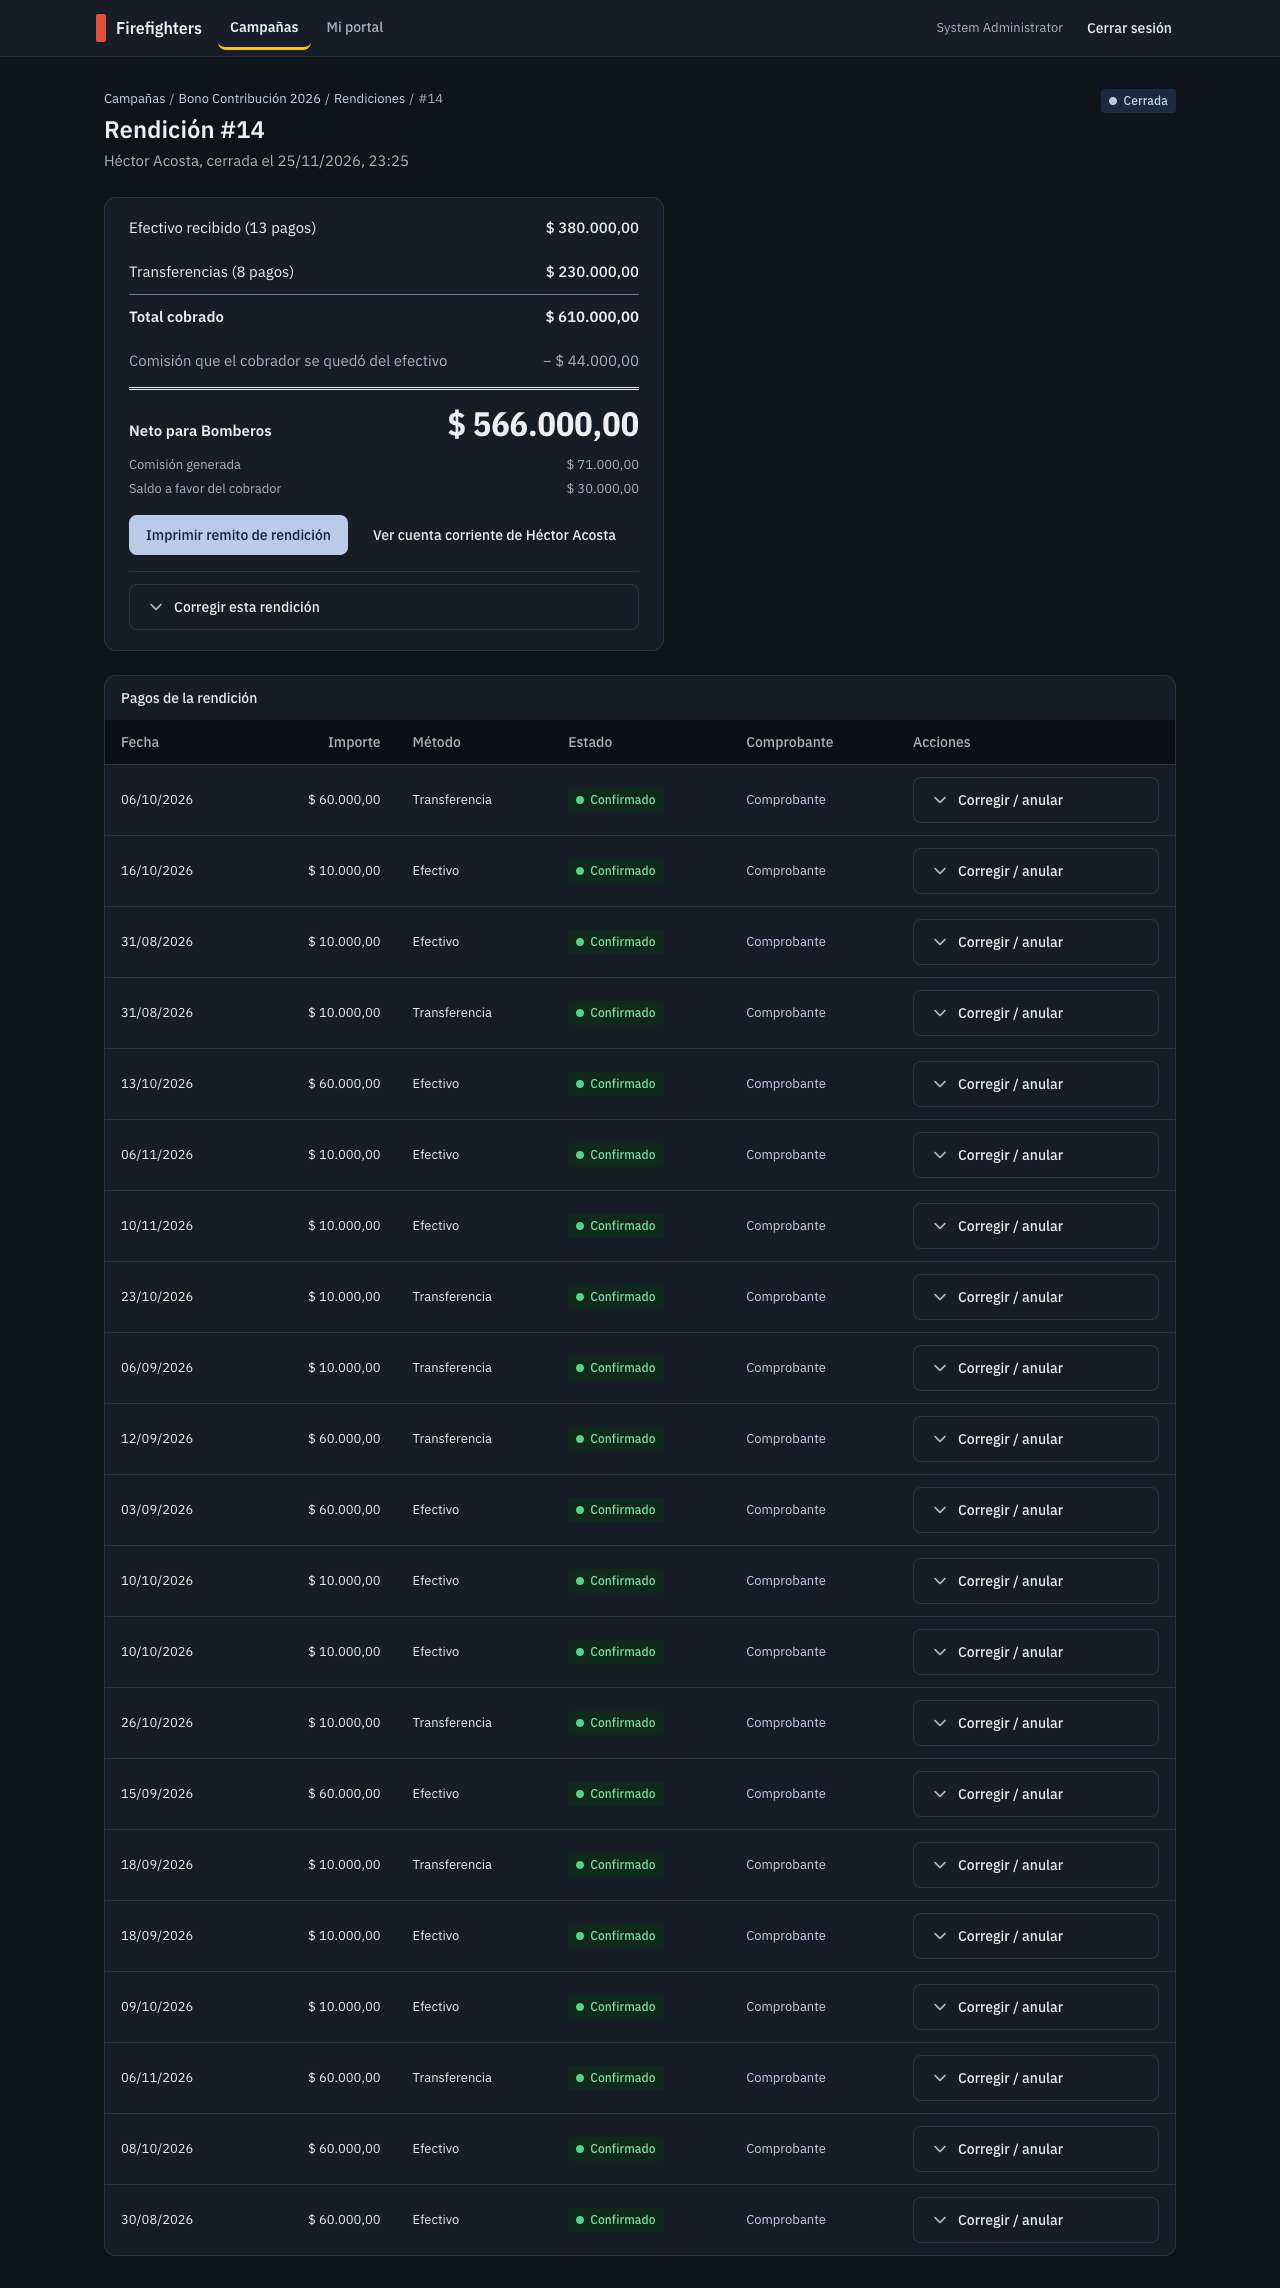 Firefighters Campañas Mi portal System Administrator Cerrar sesión
Campañas / Bono Contribución 2026 / Rendiciones / #14 Cerrada
Rendición #14
Héctor Acosta, cerrada el 25/11/2026, 23:25
Efectivo recibido (13 pagos) $ 380.000,00
Transferencias (8 pagos) $ 230.000,00
Total cobrado $ 610.000,00
Comisión que el cobrador se quedó del efectivo – $ 44.000,00
Neto para Bomberos $ 566.000,00
Comisión generada $ 71.000,00
Saldo a favor del cobrador $ 30.000,00
Imprimir remito de rendición Ver cuenta corriente de Héctor Acosta
Corregir esta rendición
Pagos de la rendición
Fecha Importe Método Estado Comprobante Acciones
06/10/2026 $ 60.000,00 Transferencia Confirmado Comprobante Corregir / anular
16/10/2026 $ 10.000,00 Efectivo Confirmado Comprobante Corregir / anular
31/08/2026 $ 10.000,00 Efectivo Confirmado Comprobante Corregir / anular
31/08/2026 $ 10.000,00 Transferencia Confirmado Comprobante Corregir / anular
13/10/2026 $ 60.000,00 Efectivo Confirmado Comprobante Corregir / anular
06/11/2026 $ 10.000,00 Efectivo Confirmado Comprobante Corregir / anular
10/11/2026 $ 10.000,00 Efectivo Confirmado Comprobante Corregir / anular
23/10/2026 $ 10.000,00 Transferencia Confirmado Comprobante Corregir / anular
06/09/2026 $ 10.000,00 Transferencia Confirmado Comprobante Corregir / anular
12/09/2026 $ 60.000,00 Transferencia Confirmado Comprobante Corregir / anular
03/09/2026 $ 60.000,00 Efectivo Confirmado Comprobante Corregir / anular
10/10/2026 $ 10.000,00 Efectivo Confirmado Comprobante Corregir / anular
10/10/2026 $ 10.000,00 Efectivo Confirmado Comprobante Corregir / anular
26/10/2026 $ 10.000,00 Transferencia Confirmado Comprobante Corregir / anular
15/09/2026 $ 60.000,00 Efectivo Confirmado Comprobante Corregir / anular
18/09/2026 $ 10.000,00 Transferencia Confirmado Comprobante Corregir / anular
18/09/2026 $ 10.000,00 Efectivo Confirmado Comprobante Corregir / anular
09/10/2026 $ 10.000,00 Efectivo Confirmado Comprobante Corregir / anular
06/11/2026 $ 60.000,00 Transferencia Confirmado Comprobante Corregir / anular
08/10/2026 $ 60.000,00 Efectivo Confirmado Comprobante Corregir / anular
30/08/2026 $ 60.000,00 Efectivo Confirmado Comprobante Corregir / anular